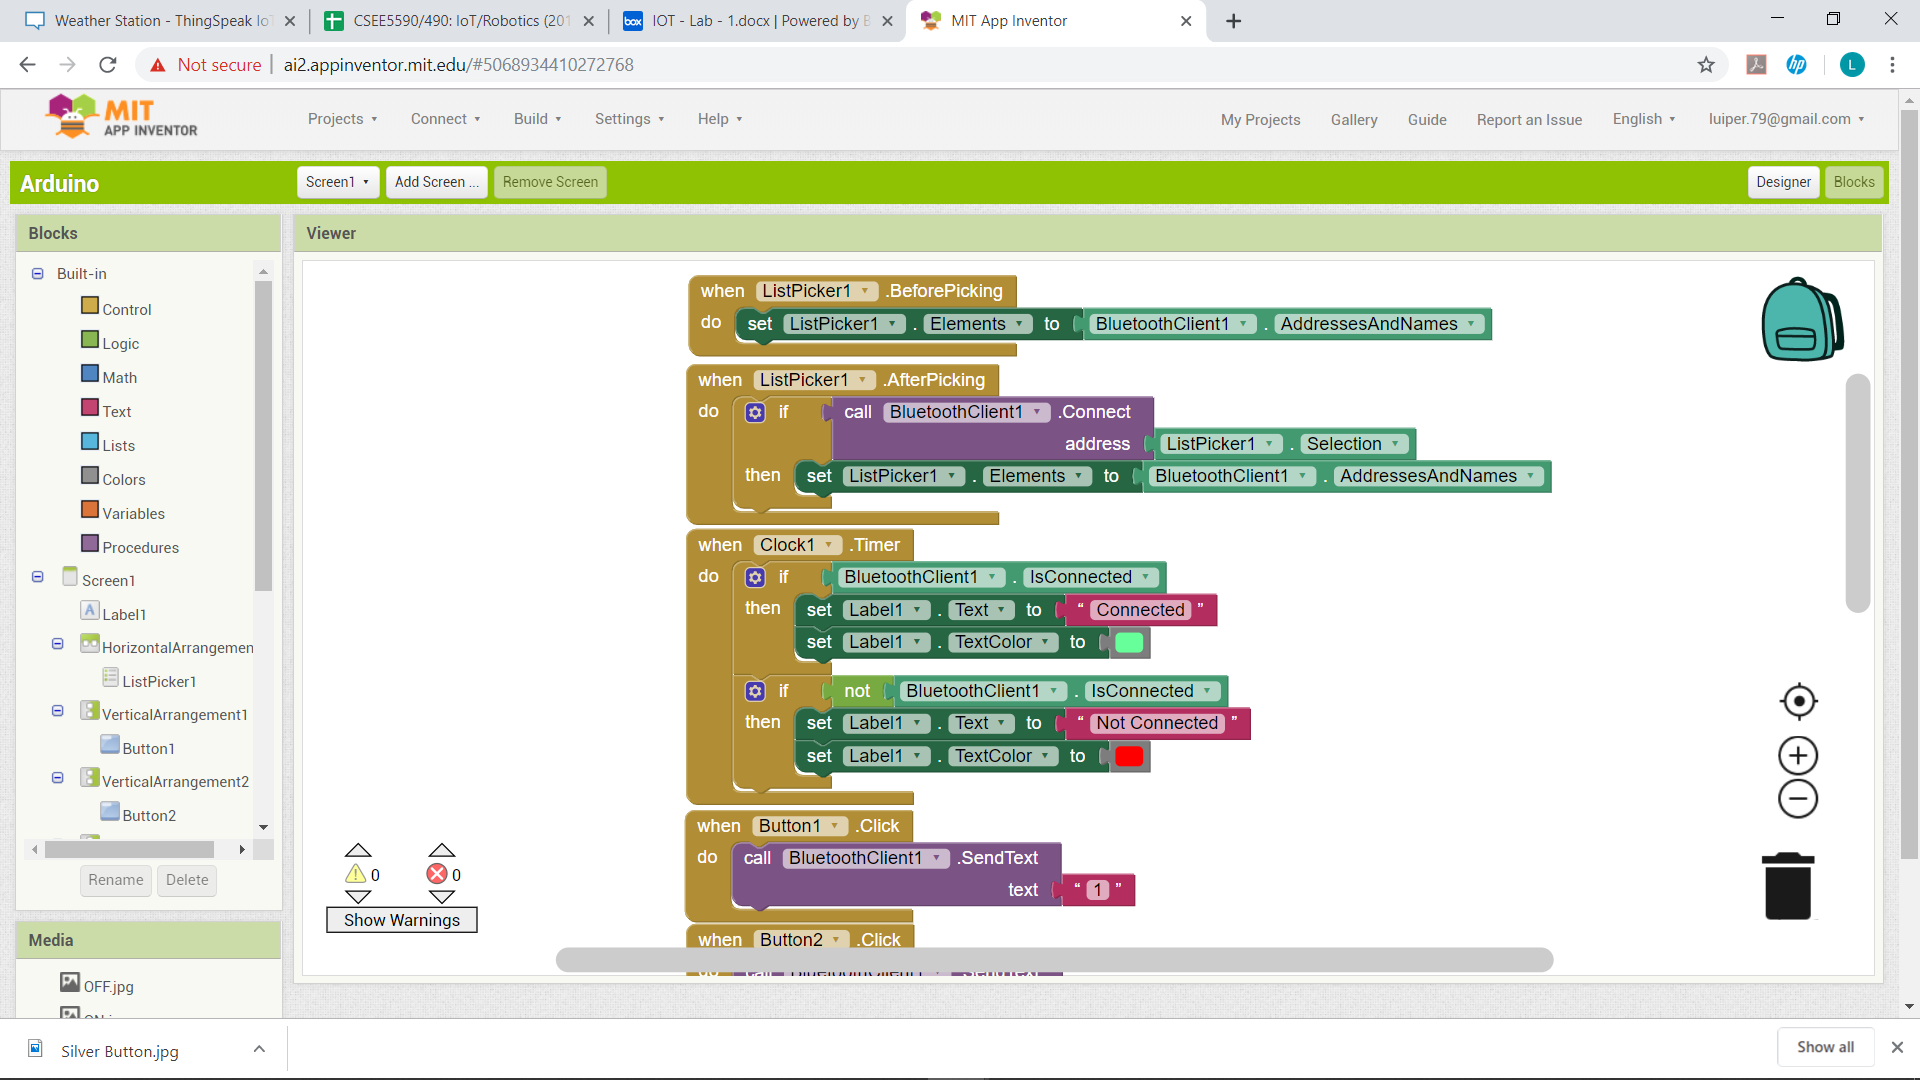 Weather Station - ThingSpeak IoT
CSEE5590/490: IoT/Robotics (201
IOT - Lab - 1.docx | Powered by B
MIT App Inventor
Not secure
ai2.appinventor.mit.edu/#5068934410272768
L
MIT
APP INVENTOR
Projects
Connect
Build
Settings
Help
My Projects
Gallery
Guide
Report an Issue
English
luiper.79@gmail.com
Arduino
Screen1
Add Screen ...
Remove Screen
Designer
Blocks
Blocks
Built-in
Control
Logic
Math
Text
Lists
Colors
Variables
Procedures
Screen1
Label1
HorizontalArrangemen
ListPicker1
VerticalArrangement1
Button1
VerticalArrangement2
Button2
Rename
Delete
Media
OFF.jpg
Viewer
when ListPicker1 .BeforePicking
do set ListPicker1 . Elements to BluetoothClient1 . AddressesAndNames
when ListPicker1 .AfterPicking
do if call BluetoothClient1 .Connect
address ListPicker1 . Selection
then set ListPicker1 . Elements to BluetoothClient1 . AddressesAndNames
when Clock1 .Timer
do if BluetoothClient1 . IsConnected
then set Label1 . Text to “ Connected ”
set Label1 . TextColor to
if not BluetoothClient1 . IsConnected
then set Label1 . Text to “ Not Connected ”
set Label1 . TextColor to
when Button1 .Click
do call BluetoothClient1 .SendText
text “ 1 ”
when Button2 .Click
do call BluetoothClient1 .SendText
0
0
Show Warnings
Silver Button.jpg
Show all